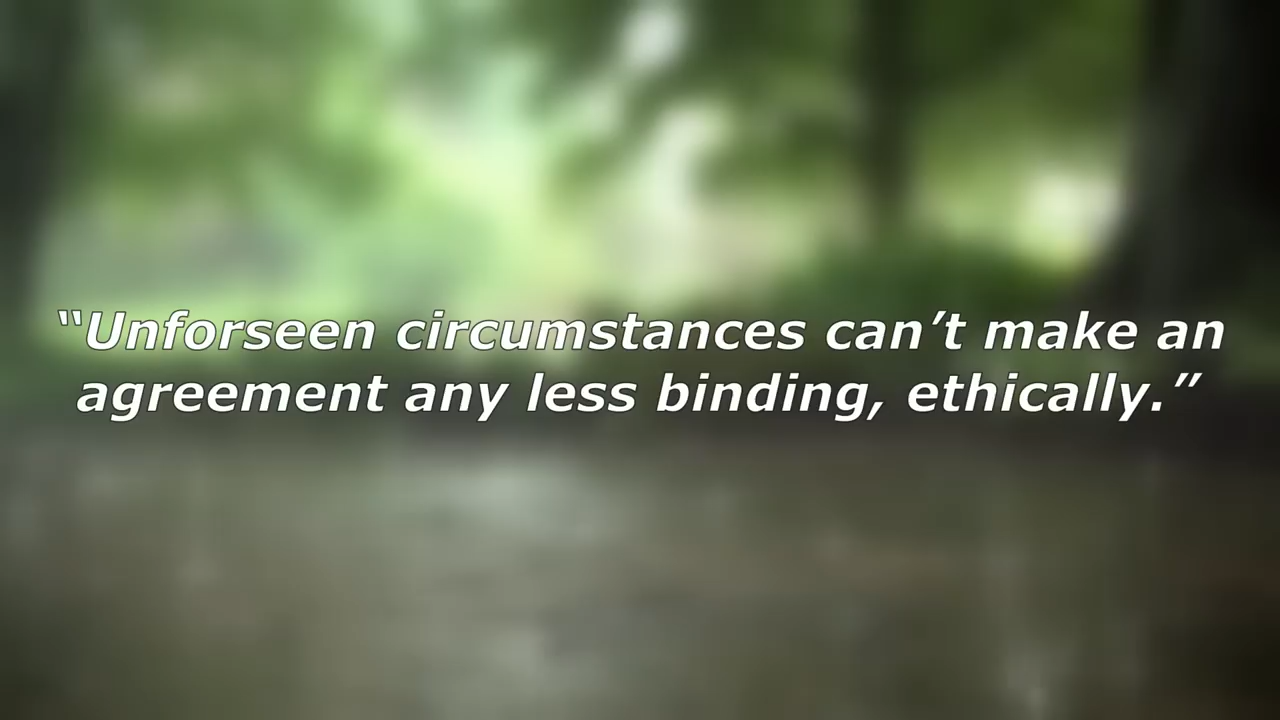 “Unforseen circumstances can’t make an
agreement any less binding, ethically.”